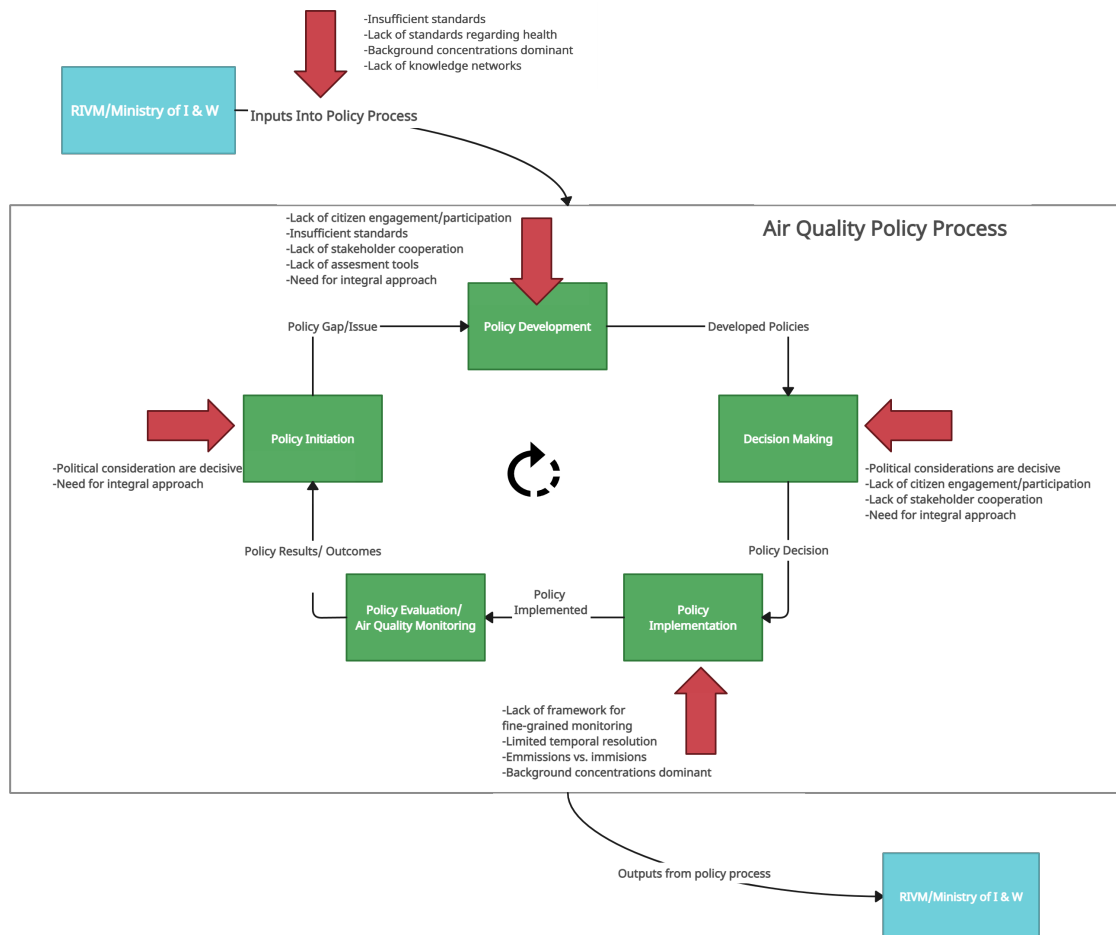 -Insufficient standards
-Lack of standards regarding health
-Background concentrations dominant
-Lack of knowledge networks
RIVM/Ministry of I & W
Inputs Into Policy Process
Air Quality Policy Process
-Lack of citizen engagement/participation
-Insufficient standards
-Lack of stakeholder cooperation
-Lack of assesment tools
-Need for integral approach
Policy Gap/Issue
Policy Development
Developed Policies
Policy Initiation
Decision Making
-Political consideration are decisive
-Need for integral approach
-Political considerations are decisive
-Lack of citizen engagement/participation
-Lack of stakeholder cooperation
-Need for integral approach
Policy Results/ Outcomes
Policy Decision
Policy Evaluation/
Air Quality Monitoring
Policy
Implemented
Policy
Implementation
-Lack of framework for
fine-grained monitoring
-Limited temporal resolution
-Emmissions vs. immisions
-Background concentrations dominant
Outputs from policy process
RIVM/Ministry of I & W